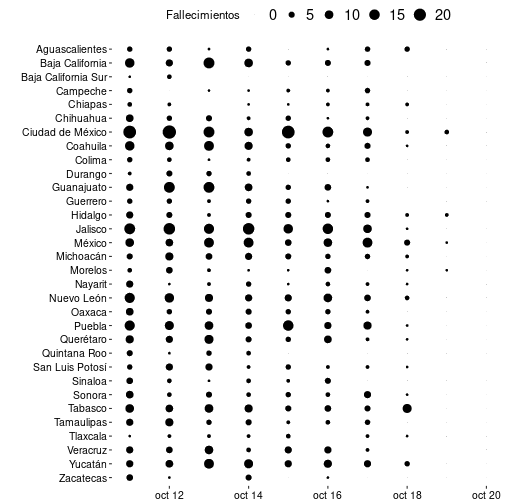 Fallecimientos 0 5 10 15 20
Aguascalientes
Baja California
Baja California Sur
Campeche
Chiapas
Chihuahua
Ciudad de México
Coahuila
Colima
Durango
Guanajuato
Guerrero
Hidalgo
Jalisco
México
Michoacán
Morelos
Nayarit
Nuevo León
Oaxaca
Puebla
Querétaro
Quintana Roo
San Luis Potosí
Sinaloa
Sonora
Tabasco
Tamaulipas
Tlaxcala
Veracruz
Yucatán
Zacatecas
oct 12 oct 14 oct 16 oct 18 oct 20